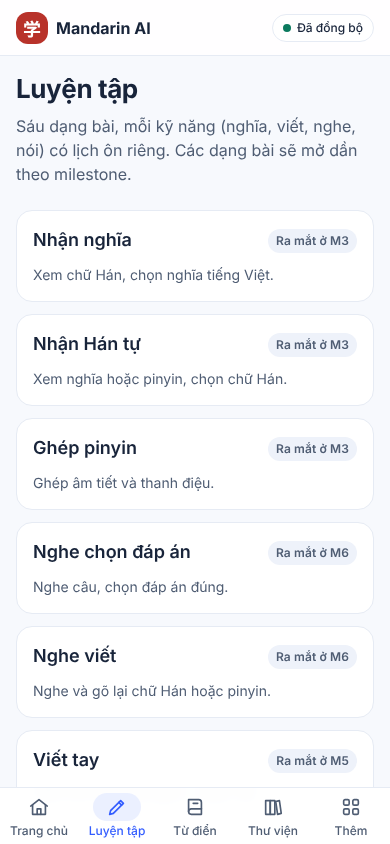 学 Mandarin AI
Đã đồng bộ
Luyện tập
Sáu dạng bài, mỗi kỹ năng (nghĩa, viết, nghe,
nói) có lịch ôn riêng. Các dạng bài sẽ mở dần
theo milestone.
Nhận nghĩa
Ra mắt ở M3
Xem chữ Hán, chọn nghĩa tiếng Việt.
Nhận Hán tự
Ra mắt ở M3
Xem nghĩa hoặc pinyin, chọn chữ Hán.
Ghép pinyin
Ra mắt ở M3
Ghép âm tiết và thanh điệu.
Nghe chọn đáp án
Ra mắt ở M6
Nghe câu, chọn đáp án đúng.
Nghe viết
Ra mắt ở M6
Nghe và gõ lại chữ Hán hoặc pinyin.
Viết tay
Ra mắt ở M5
Trang chủ
Luyện tập
Từ điển
Thư viện
Thêm